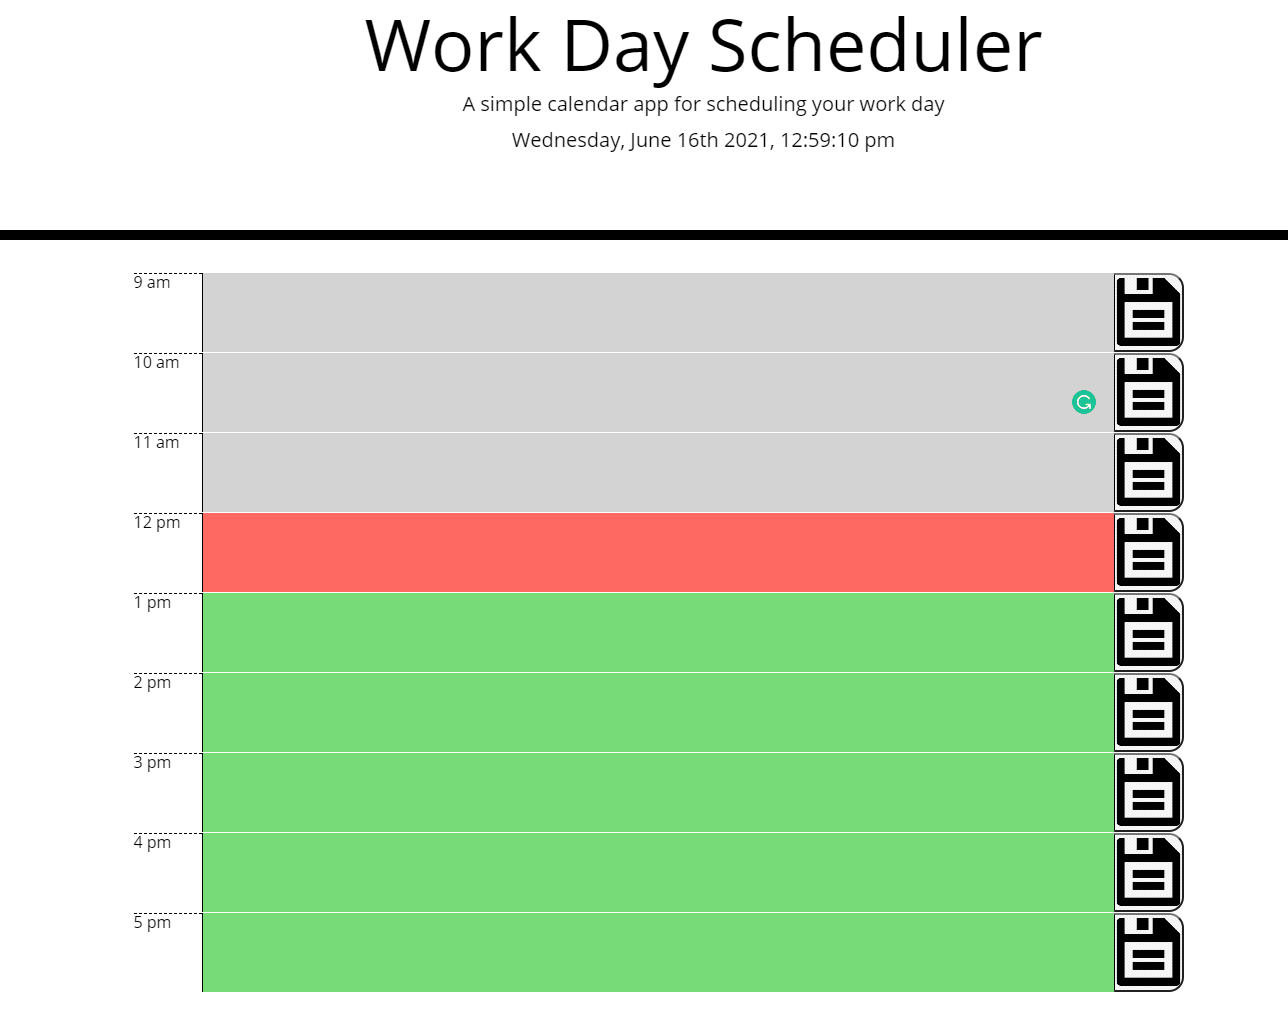 Work Day Scheduler
A simple calendar app for scheduling your work day
Wednesday, June 16th 2021, 12:59:10 pm
9 am
10 am
11 am
12 pm
1 pm
2 pm
3 pm
4 pm
5 pm